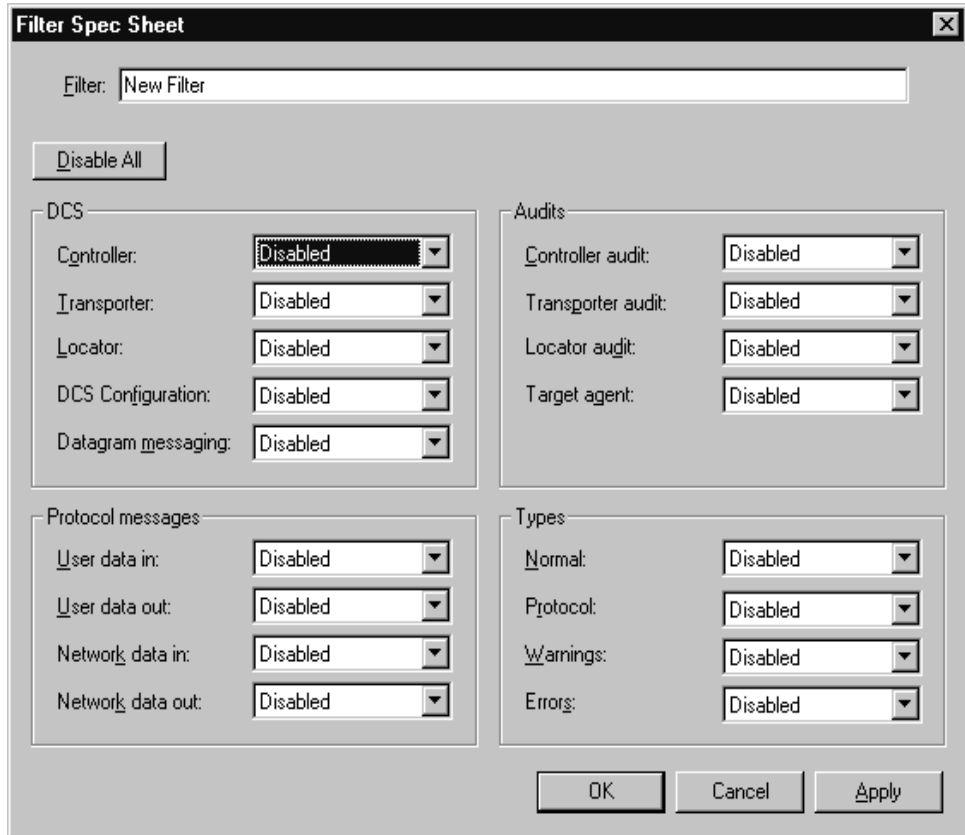 Filter Spec Sheet
Filter: New Filter
Disable All
DCS
Controller: Disabled
Transporter: Disabled
Locator: Disabled
DCS Configuration: Disabled
Datagram messaging: Disabled
Audits
Controller audit: Disabled
Transporter audit: Disabled
Locator audit: Disabled
Target agent: Disabled
Protocol messages
User data in: Disabled
User data out: Disabled
Network data in: Disabled
Network data out: Disabled
Types
Normal: Disabled
Protocol: Disabled
Warnings: Disabled
Errors: Disabled
OK Cancel Apply